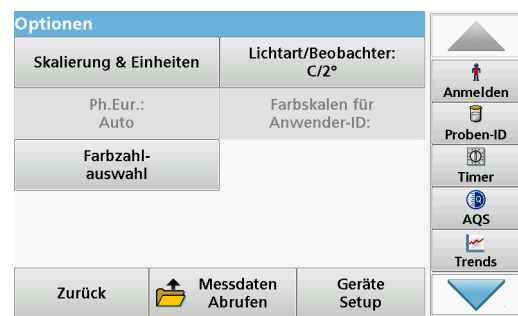 Optionen
Skalierung & Einheiten
Lichtart/Beobachter:
C/2°
Ph.Eur.:
Auto
Farbskalen für
Anwender-ID:
Farbzahl-
auswahl
Zurück
Messdaten
Abrufen
Geräte
Setup
Anmelden
Proben-ID
Timer
AQS
Trends